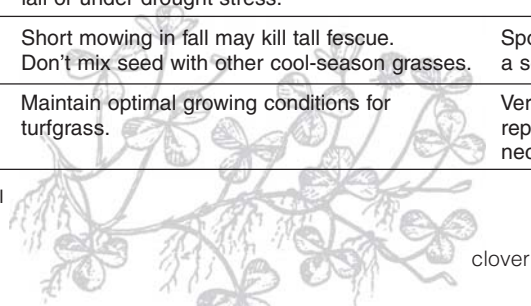 fall or under drought stress.
Short mowing in fall may kill tall fescue.
Don't mix seed with other cool-season grasses.
Maintain optimal growing conditions for
turfgrass.
clover